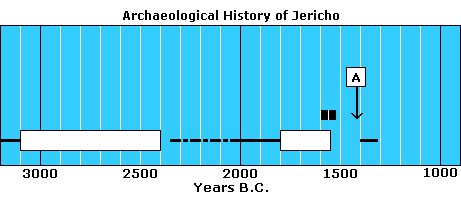 Archaeological History of Jericho
A
3000 2500 2000 1500 1000
Years B.C.